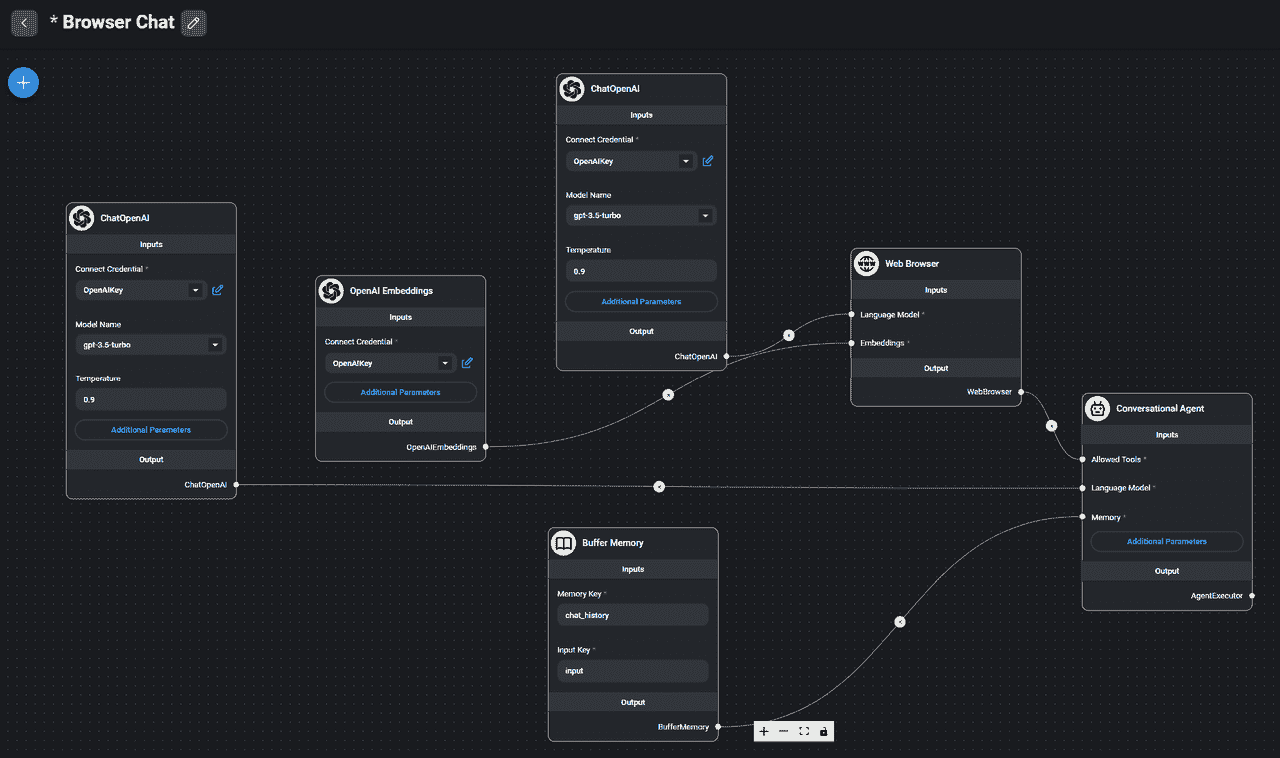 * Browser Chat
ChatOpenAI
Inputs
Connect Credential *
OpenAIKey
Model Name
gpt-3.5-turbo
Temperature
0.9
Additional Parameters
Output
ChatOpenAI
OpenAI Embeddings
Inputs
Connect Credential *
OpenAIKey
Additional Parameters
Output
OpenAIEmbeddings
ChatOpenAI
Inputs
Connect Credential *
OpenAIKey
Model Name
gpt-3.5-turbo
Temperature
0.9
Additional Parameters
Output
ChatOpenAI
Buffer Memory
Inputs
Memory Key *
chat_history
Input Key *
input
Output
BufferMemory
WWW
Web Browser
Inputs
Language Model *
Embeddings *
Output
WebBrowser
Conversational Agent
Inputs
Allowed Tools *
Language Model *
Memory *
Additional Parameters
Output
AgentExecutor